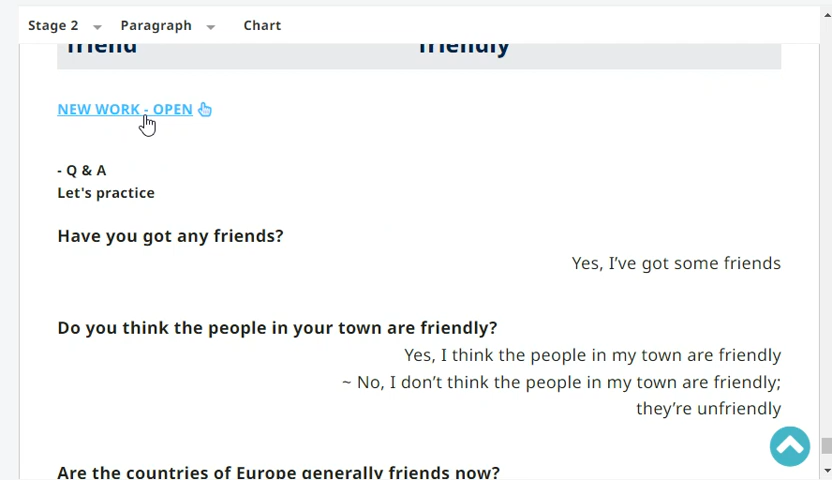 Stage 2 Paragraph Chart
friend friendly
NEW WORK - OPEN
- Q & A
Let's practice
Have you got any friends?
Yes, I’ve got some friends
Do you think the people in your town are friendly?
Yes, I think the people in my town are friendly
~ No, I don’t think the people in my town are friendly;
they’re unfriendly
Are the countries of Europe generally friends now?